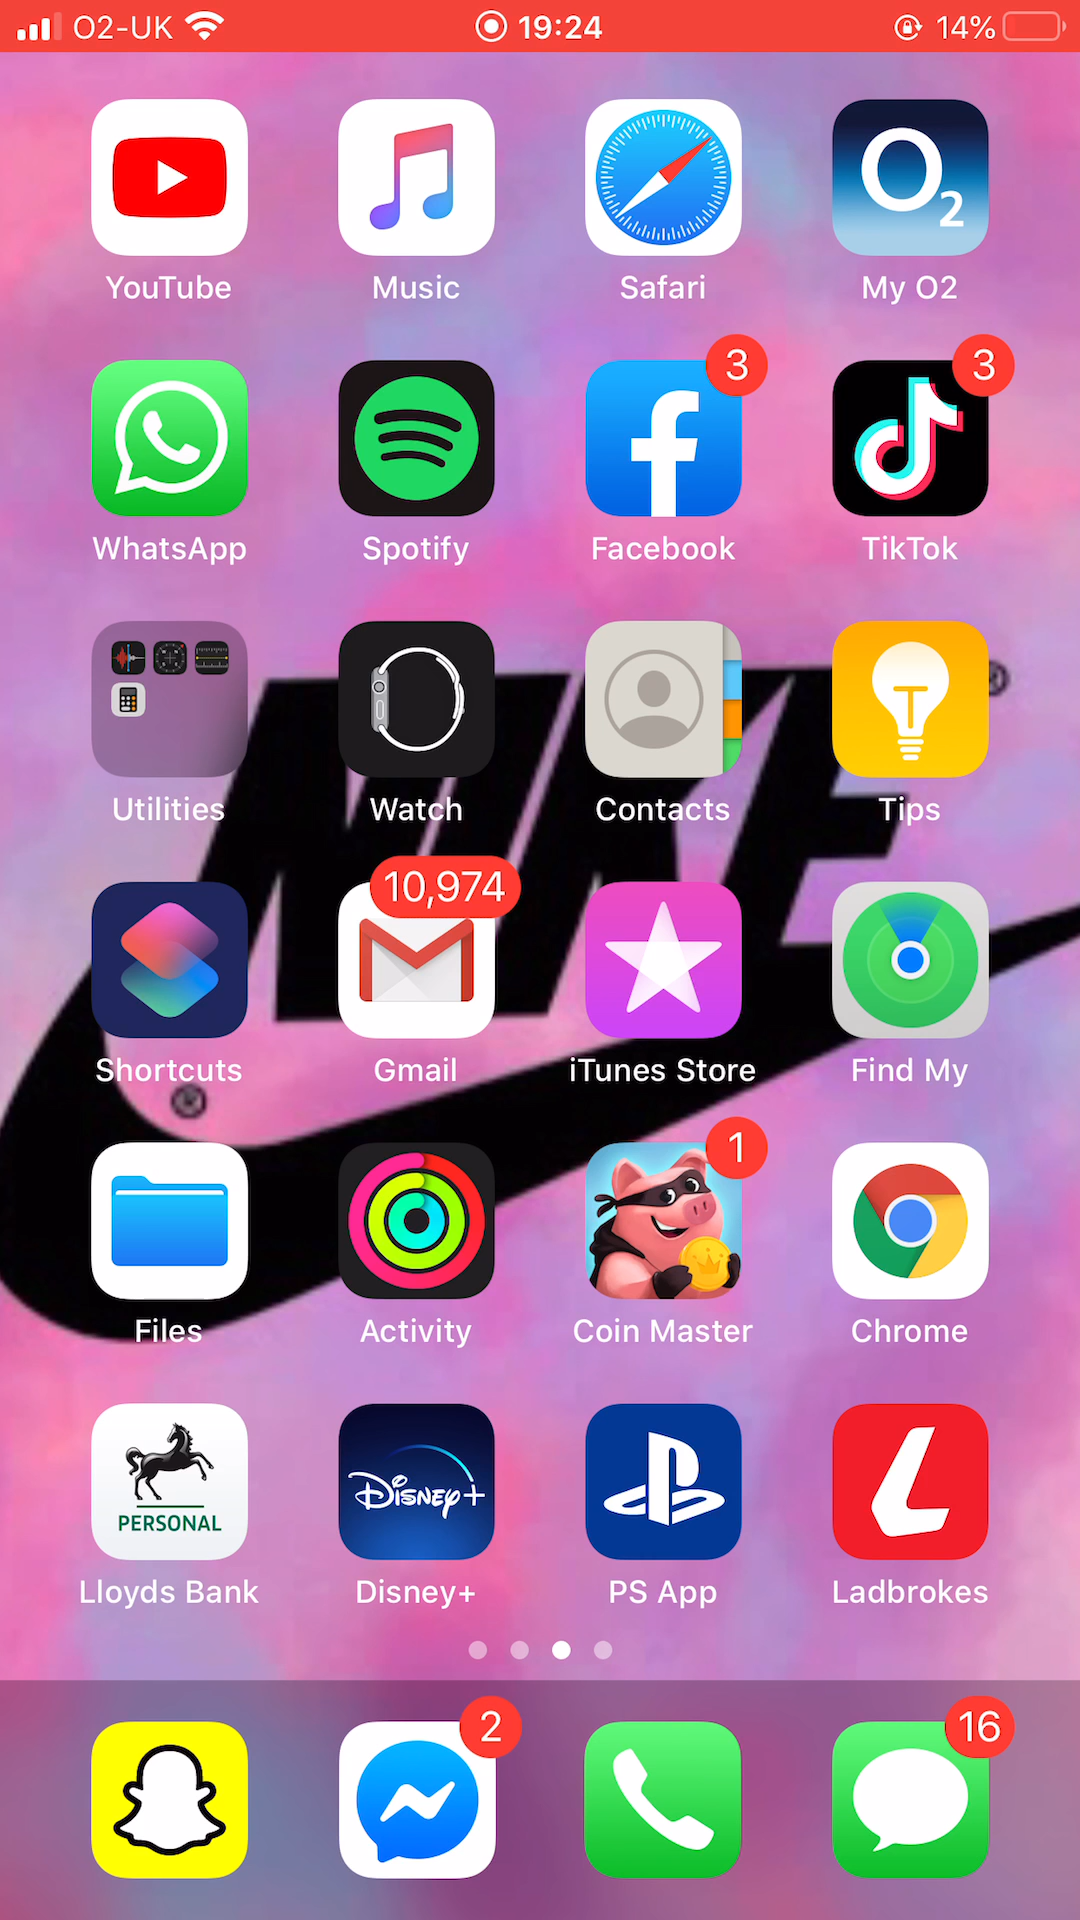 O2-UK 19:24 14%
YouTube Music Safari My O2
O2
3 3
WhatsApp Spotify Facebook TikTok
NIKE ®
Utilities Watch Contacts Tips
10,974
Shortcuts Gmail iTunes Store Find My
®
1
Files Activity Coin Master Chrome
PERSONAL Disney+
Lloyds Bank Disney+ PS App Ladbrokes
2 16